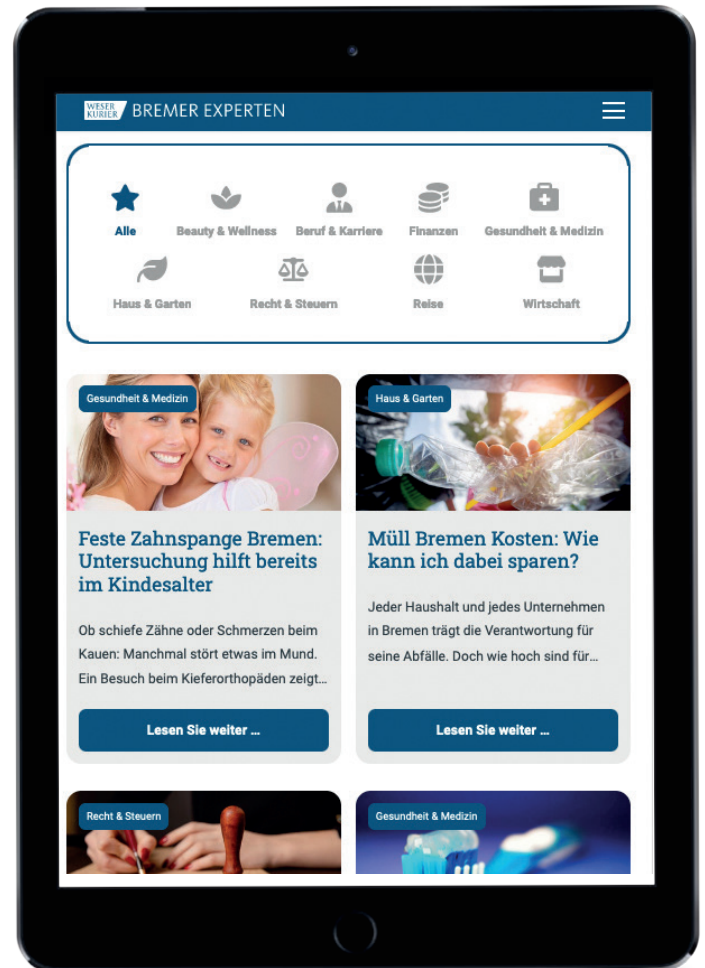 WESER
KURIER
BREMER EXPERTEN
Alle
Beauty & Wellness
Beruf & Karriere
Finanzen
Gesundheit & Medizin
Haus & Garten
Recht & Steuern
Reise
Wirtschaft
Gesundheit & Medizin
Feste Zahnspange Bremen:
Untersuchung hilft bereits
im Kindesalter
Ob schiefe Zähne oder Schmerzen beim
Kauen: Manchmal stört etwas im Mund.
Ein Besuch beim Kieferorthopäden zeigt...
Lesen Sie weiter ...
Haus & Garten
Müll Bremen Kosten: Wie
kann ich dabei sparen?
Jeder Haushalt und jedes Unternehmen
in Bremen trägt die Verantwortung für
seine Abfälle. Doch wie hoch sind für...
Lesen Sie weiter ...
Recht & Steuern
Gesundheit & Medizin